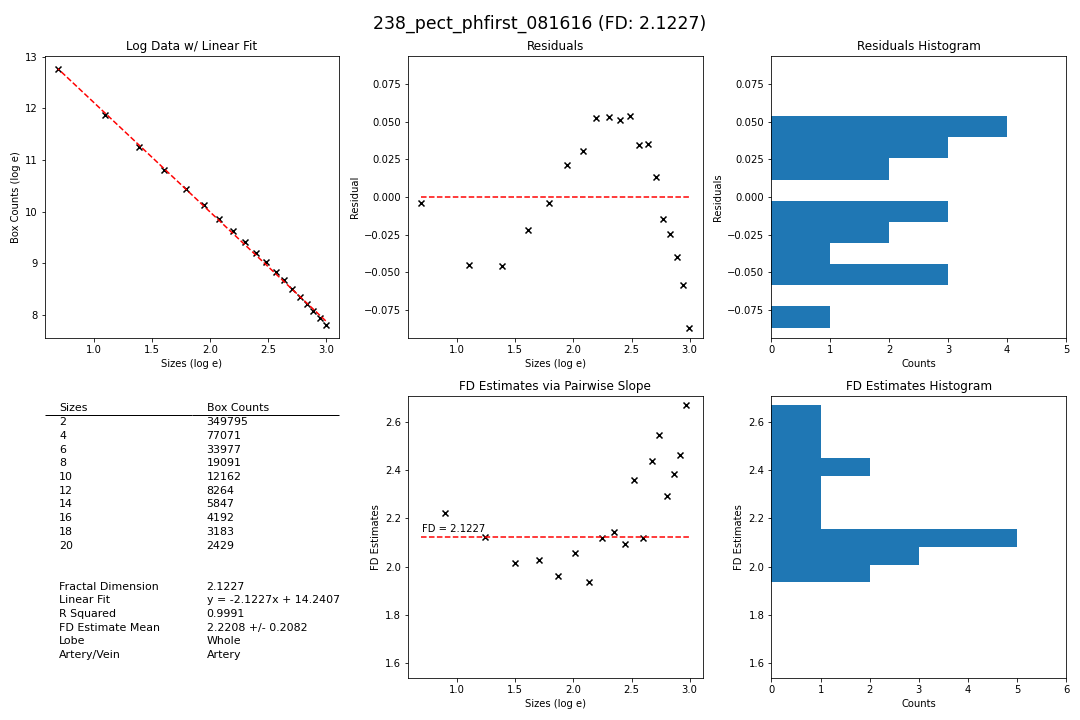 238_pect_phfirst_081616 (FD: 2.1227)
Log Data w/ Linear Fit
13
12
11
10
9
8
Box Counts (log e)
1.0 1.5 2.0 2.5 3.0
Sizes (log e)
Residuals
0.075
0.050
0.025
0.000
−0.025
−0.050
−0.075
Residual
1.0 1.5 2.0 2.5 3.0
Sizes (log e)
Residuals Histogram
0.075
0.050
0.025
0.000
−0.025
−0.050
−0.075
Residuals
0 1 2 3 4 5
Counts
Sizes Box Counts
2 349795
4 77071
6 33977
8 19091
10 12162
12 8264
14 5847
16 4192
18 3183
20 2429
Fractal Dimension 2.1227
Linear Fit y = -2.1227x + 14.2407
R Squared 0.9991
FD Estimate Mean 2.2208 +/- 0.2082
Lobe Whole
Artery/Vein Artery
FD Estimates via Pairwise Slope
2.6
2.4
2.2
2.0
1.8
1.6
FD Estimates
FD = 2.1227
1.0 1.5 2.0 2.5 3.0
Sizes (log e)
FD Estimates Histogram
2.6
2.4
2.2
2.0
1.8
1.6
FD Estimates
0 1 2 3 4 5 6
Counts